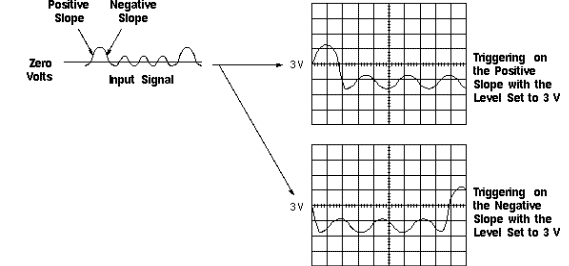 Positive Slope
Negative Slope
Zero Volts
Input Signal
3 V
Triggering on
the Positive
Slope with the
Level Set to 3 V
3 V
Triggering on
the Negative
Slope with the
Level Set to 3 V